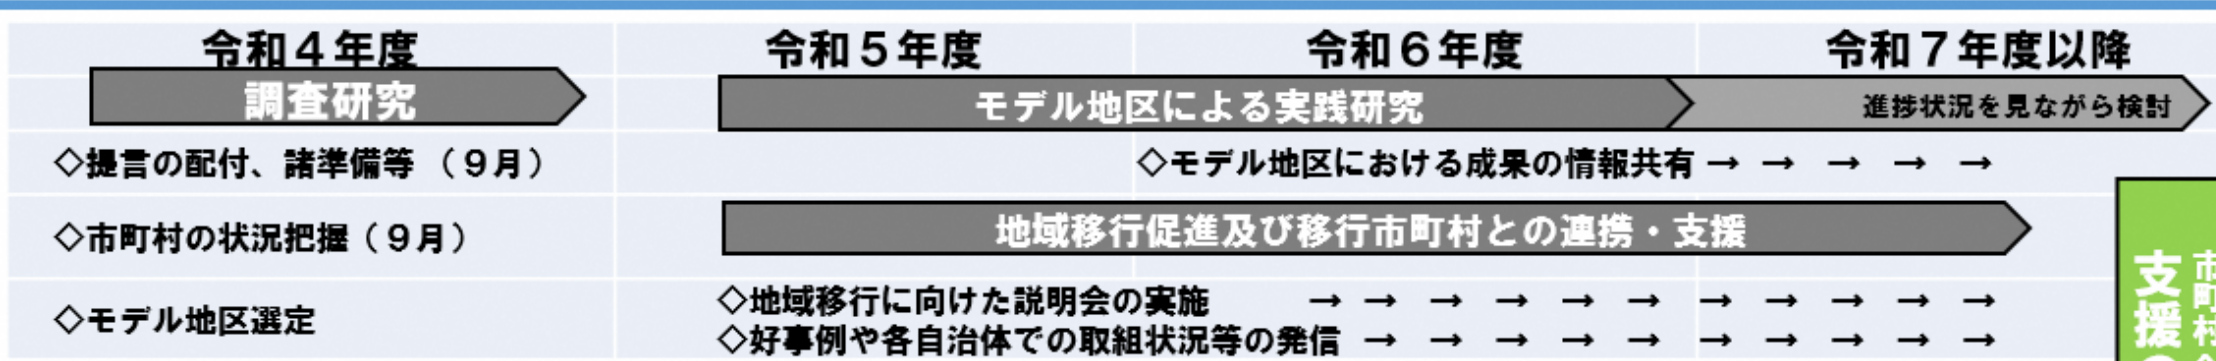 令和４年度
令和５年度
令和６年度
令和７年度以降
調査研究
モデル地区による実践研究
進捗状況を見ながら検討
◇提言の配付、諸準備等（９月）
◇モデル地区における成果の情報共有→ → → → →
◇市町村の状況把握（９月）
地域移行促進及び移行市町村との連携・支援
◇モデル地区選定
◇地域移行に向けた説明会の実施 → → → → → → → → → → →
◇好事例や各自治体での取組状況等の発信 → → → → → → → → → →
市町村
支援